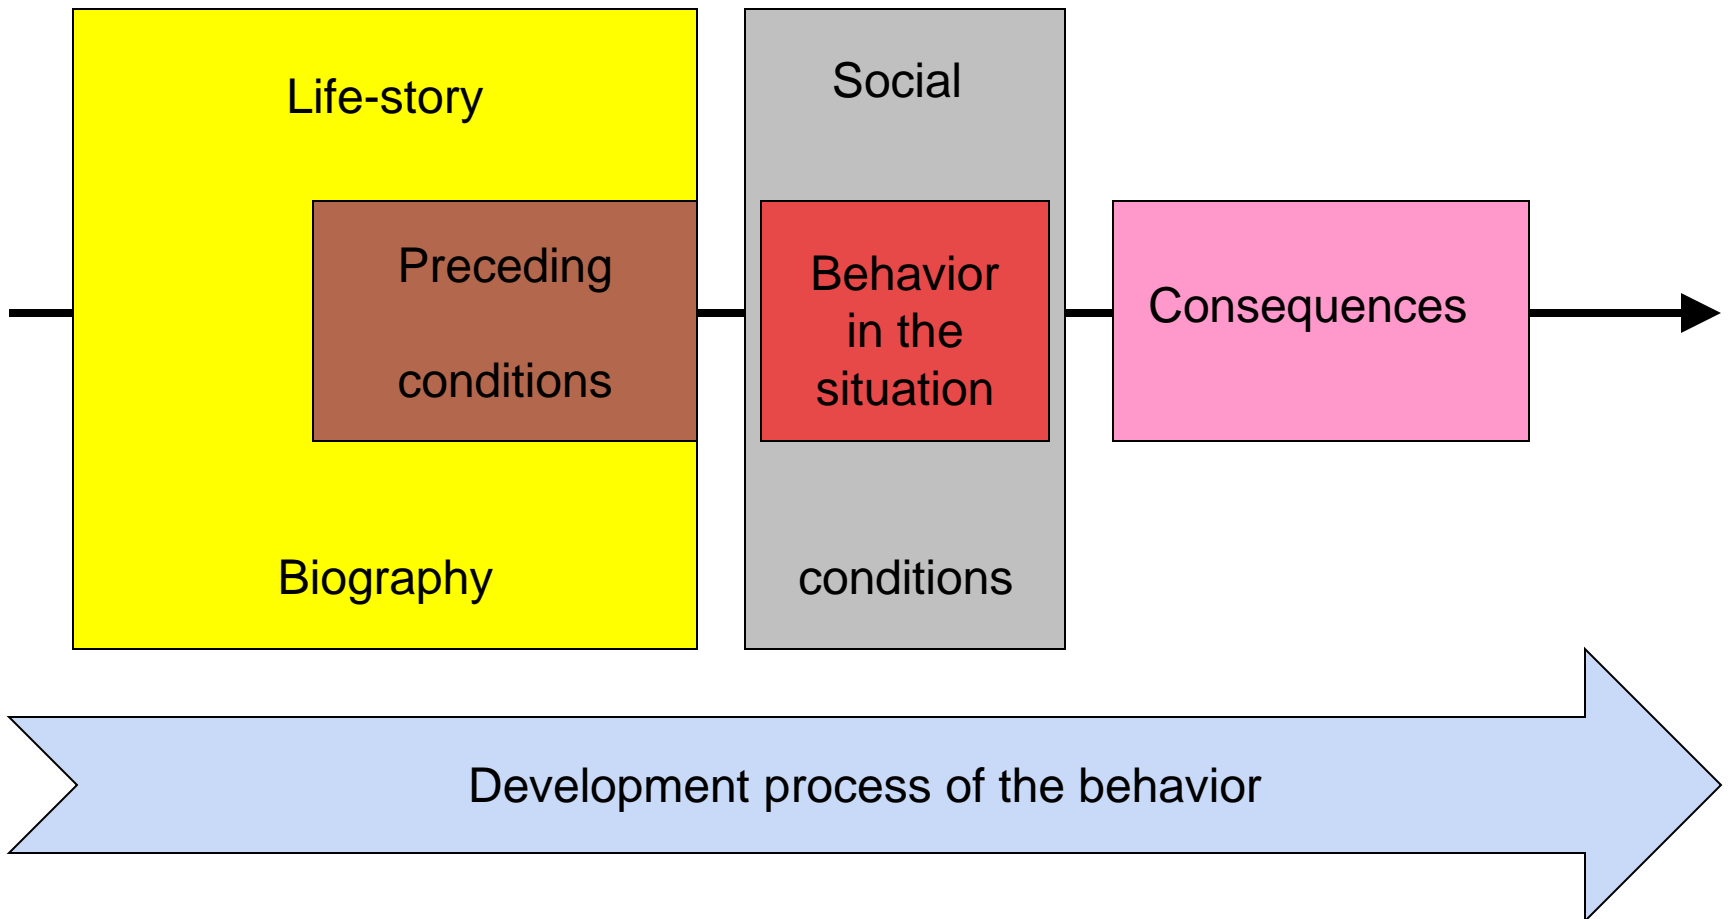 Life-story
Preceding
conditions
Biography
Social
Behavior
in the
situation
conditions
Consequences
Development process of the behavior